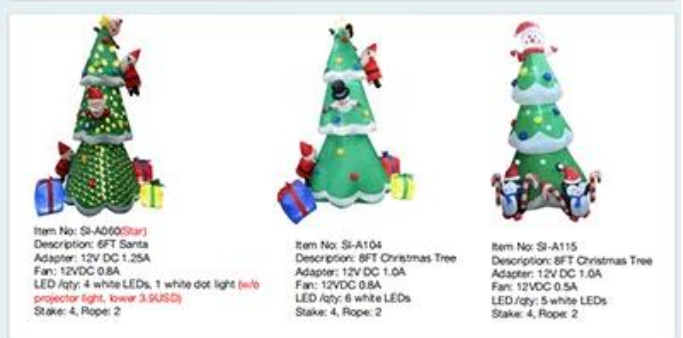 Item No: SI-A060(Star)
Description: 6FT Santa
Adapter: 12V DC 1.25A
Fan: 12VDC 0.8A
LED /qty: 4 white LEDs, 1 white dot light (w/o
projector light, lower 3.9USD)
Stake: 4, Rope: 2
Item No: SI-A104
Description: 8FT Christmas Tree
Adapter: 12V DC 1.0A
Fan: 12VDC 0.8A
LED /qty: 6 white LEDs
Stake: 4, Rope: 2
Item No: SI-A115
Description: 8FT Christmas Tree
Adapter: 12V DC 1.0A
Fan: 12VDC 0.5A
LED /qty: 5 white LEDs
Stake: 4, Rope: 2